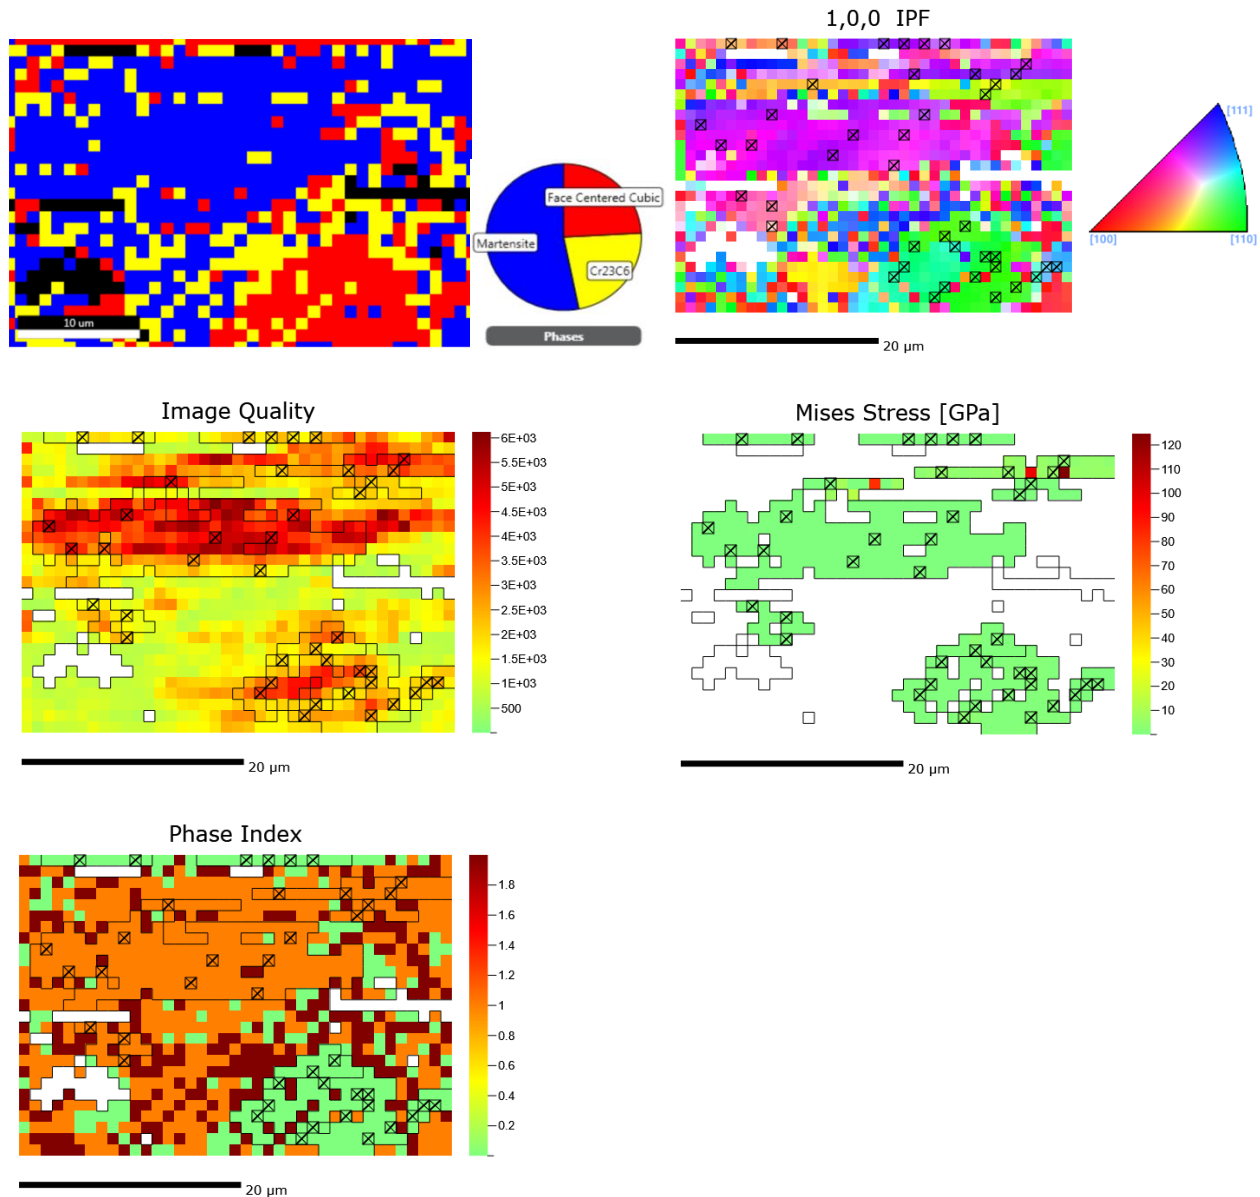 1,0,0 IPF
Face Centered Cubic
Martensite
Cr23C6
Phases
10 um
[111]
[100]
[110]
20 µm
Image Quality
6E+03
5.5E+03
5E+03
4.5E+03
4E+03
3.5E+03
3E+03
2.5E+03
2E+03
1.5E+03
1E+03
500
20 µm
Mises Stress [GPa]
120
110
100
90
80
70
60
50
40
30
20
10
20 µm
Phase Index
1.8
1.6
1.4
1.2
1
0.8
0.6
0.4
0.2
20 µm